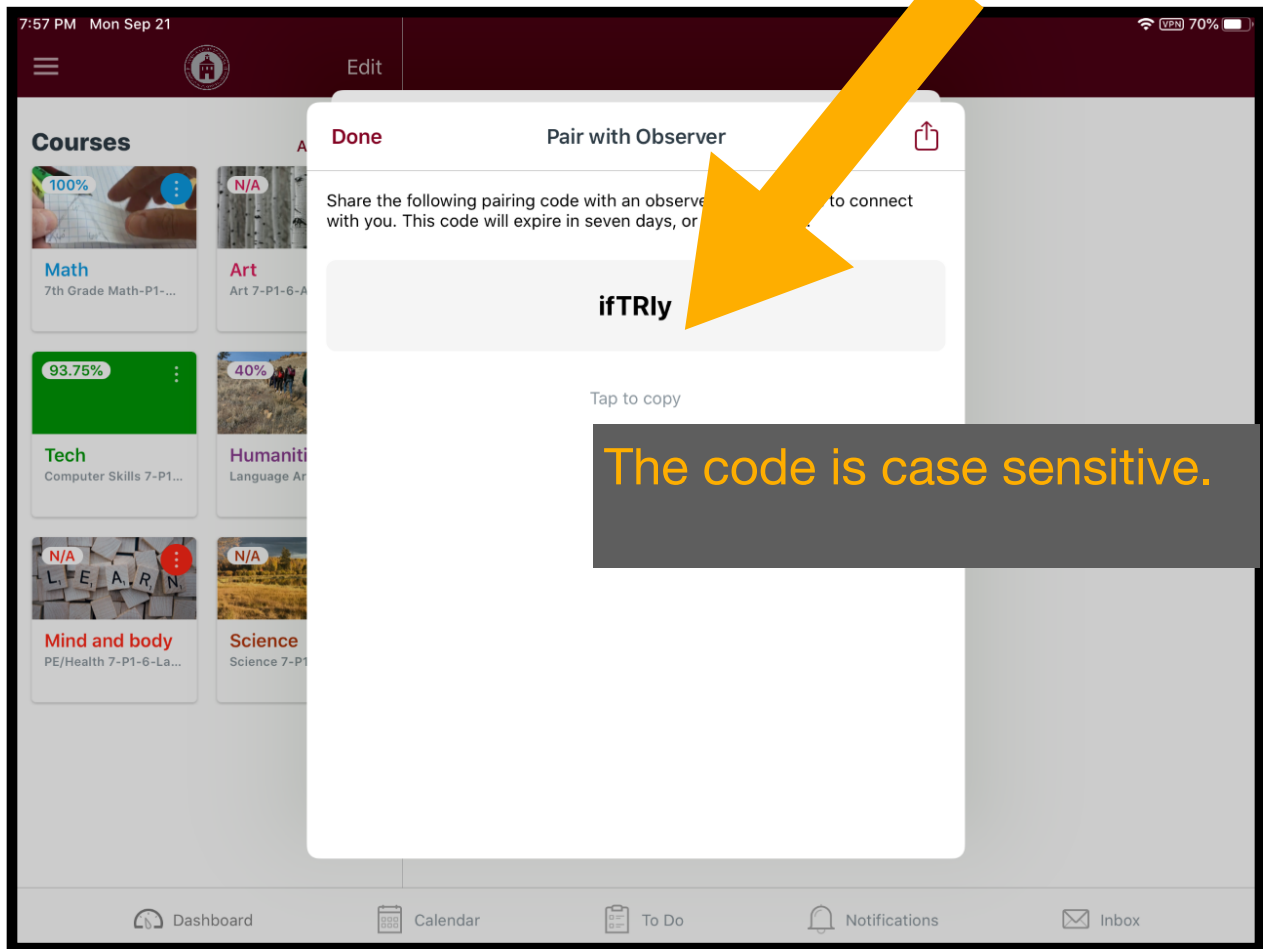 7:57 PM Mon Sep 21
VPN 70%
Edit
Courses
A
Done
Pair with Observer
Share the following pairing code with an observe to connect
with you. This code will expire in seven days, or
ifTRly
Tap to copy
The code is case sensitive.
100%
Math
7th Grade Math-P1-...
N/A
Art
Art 7-P1-6-A
93.75%
Tech
Computer Skills 7-P1...
40%
Humaniti
Language Ar
N/A
L E A R N
Mind and body
PE/Health 7-P1-6-La...
N/A
Science
Science 7-P1
Dashboard
Calendar
To Do
Notifications
Inbox